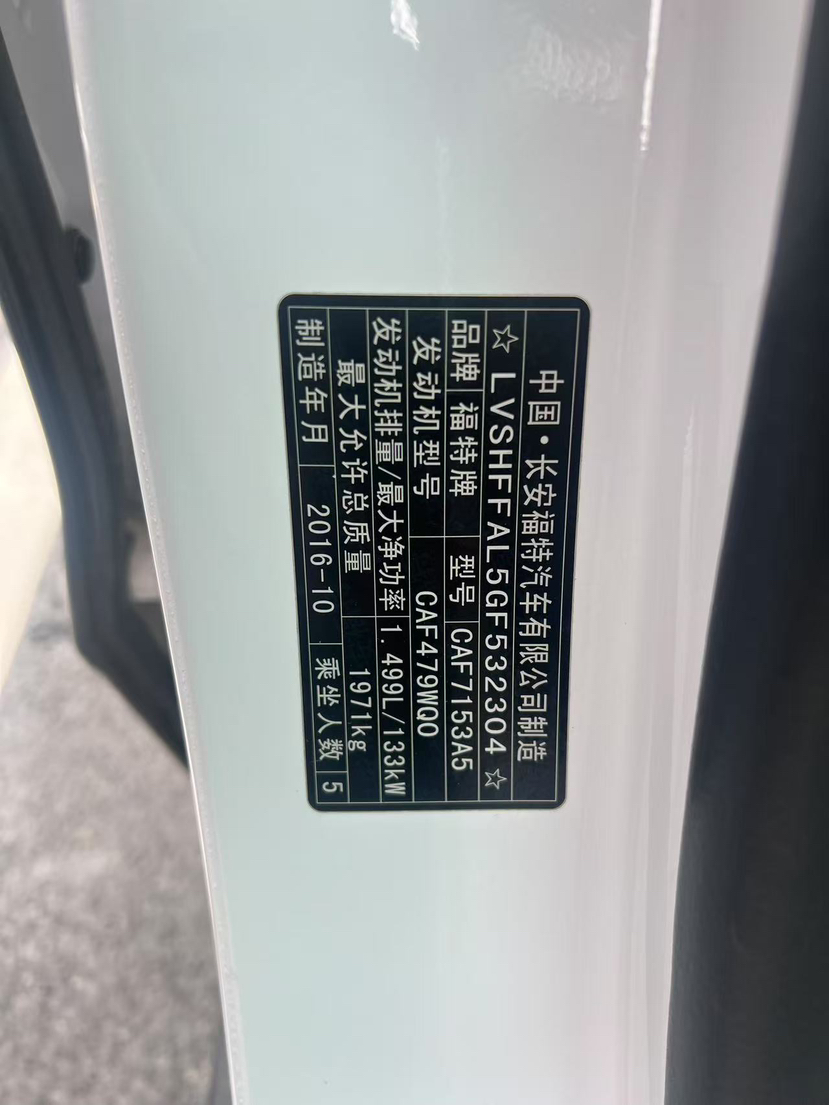 中国·长安福特汽车有限公司制造
☆ LVSHFFAL5GF532304 ☆
品牌 福特牌 型号 CAF7153A5
发动机型号 CAF479WQ0
发动机排量/最大净功率 1.499L/133kW
最大允许总质量 1971kg
制造年月 2016-10 乘坐人数 5